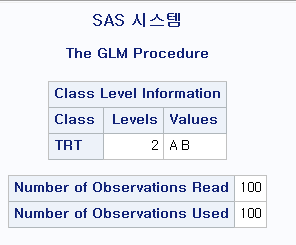 SAS 시스템
The GLM Procedure
Class Level Information
Class Levels Values
TRT 2 A B
Number of Observations Read 100
Number of Observations Used 100